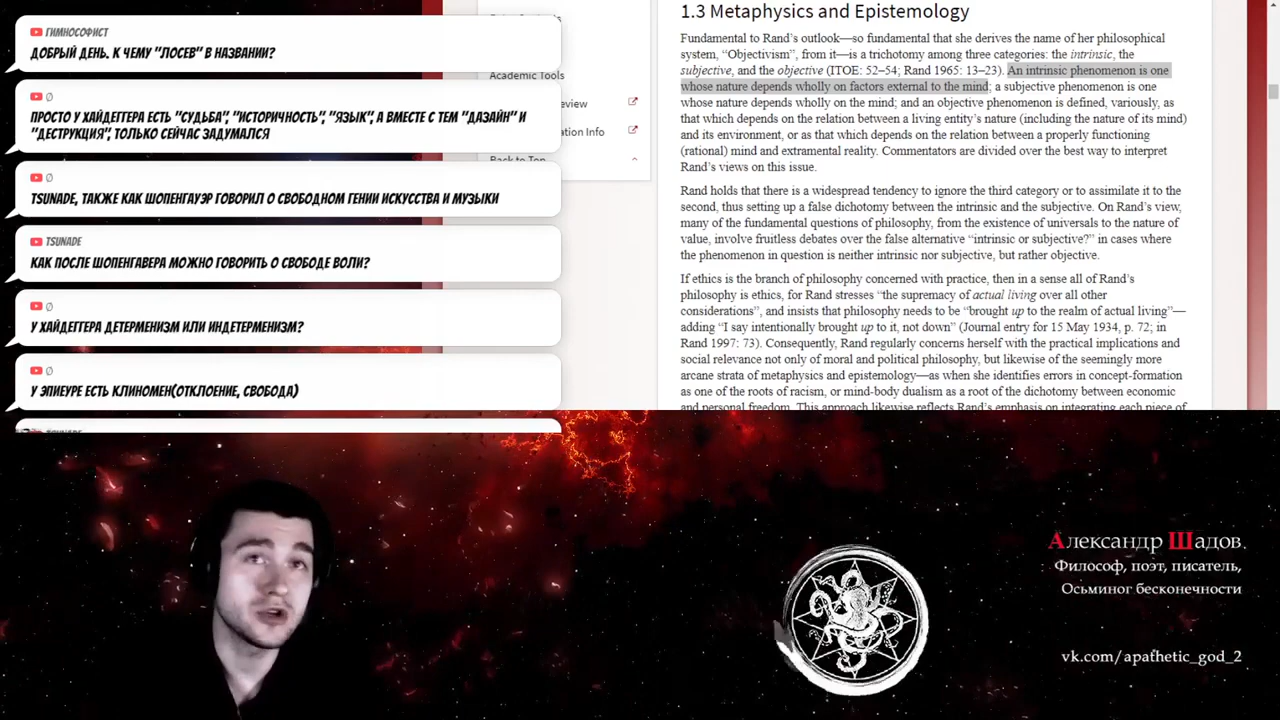 ГИМНОСОФИСТ
ДОБРЫЙ ДЕНЬ. К ЧЕМУ "ЛОСЕВ" В НАЗВАНИИ?
Ø
ПРОСТО У ХАЙДЕГГЕРА ЕСТЬ "СУДЬБА", "ИСТОРИЧНОСТЬ", "ЯЗЫК", А ВМЕСТЕ С ТЕМ "ДАЗАЙН" И
"ДЕСТРУКЦИЯ", ТОЛЬКО СЕЙЧАС ЗАДУМАЛСЯ
Ø
TSUNADE, ТАКЖЕ КАК ШОПЕНГАУЭР ГОВОРИЛ О СВОБОДНОМ ГЕНИИ ИСКУССТВА И МУЗЫКИ
TSUNADE
КАК ПОСЛЕ ШОПЕНГАВЕРА МОЖНО ГОВОРИТЬ О СВОБОДЕ ВОЛИ?
Ø
У ХАЙДЕГГЕРА ДЕТЕРМЕНИЗМ ИЛИ ИНДЕТЕРМЕНИЗМ?
Ø
У ЭПИЕУРЕ ЕСТЬ КЛИНОМЕН(ОТКЛОЕНИЕ, СВОБОДА)
Academic Tools
Back to Top
1.3 Metaphysics and Epistemology
Fundamental to Rand's outlook—so fundamental that she derives the name of her philosophical
system, “Objectivism”, from it—is a trichotomy among three categories: the intrinsic, the
subjective, and the objective (ITOE: 52–54; Rand 1965: 13–23). An intrinsic phenomenon is one
whose nature depends wholly on factors external to the mind; a subjective phenomenon is one
whose nature depends wholly on the mind; and an objective phenomenon is defined, variously, as
that which depends on the relation between a living entity's nature (including the nature of its mind)
and its environment, or as that which depends on the relation between a properly functioning
(rational) mind and extramental reality. Commentators are divided over the best way to interpret
Rand's views on this issue.
Rand holds that there is a widespread tendency to ignore the third category or to assimilate it to the
second, thus setting up a false dichotomy between the intrinsic and the subjective. On Rand's view,
many of the fundamental questions of philosophy, from the existence of universals to the nature of
value, involve fruitless debates over the false alternative “intrinsic or subjective?” in cases where
the phenomenon in question is neither intrinsic nor subjective, but rather objective.
If ethics is the branch of philosophy concerned with practice, then in a sense all of Rand's
philosophy is ethics, for Rand stresses “the supremacy of actual living over all other
considerations”, and insists that philosophy needs to be “brought up to the realm of actual living”—
adding “I say intentionally brought up to it, not down” (Journal entry for 15 May 1934, p. 72; in
Rand 1997: 73). Consequently, Rand regularly concerns herself with the practical implications and
social relevance not only of moral and political philosophy, but likewise of the seemingly more
arcane strata of metaphysics and epistemology—as when she identifies errors in concept-formation
as one of the roots of racism, or mind-body dualism as a root of the dichotomy between economic
and personal freedom. This approach likewise reflects Rand's emphasis on integrating each piece of
Александр Шадов.
Философ, поэт, писатель,
Осьминог бесконечности
vk.com/apathetic_god_2